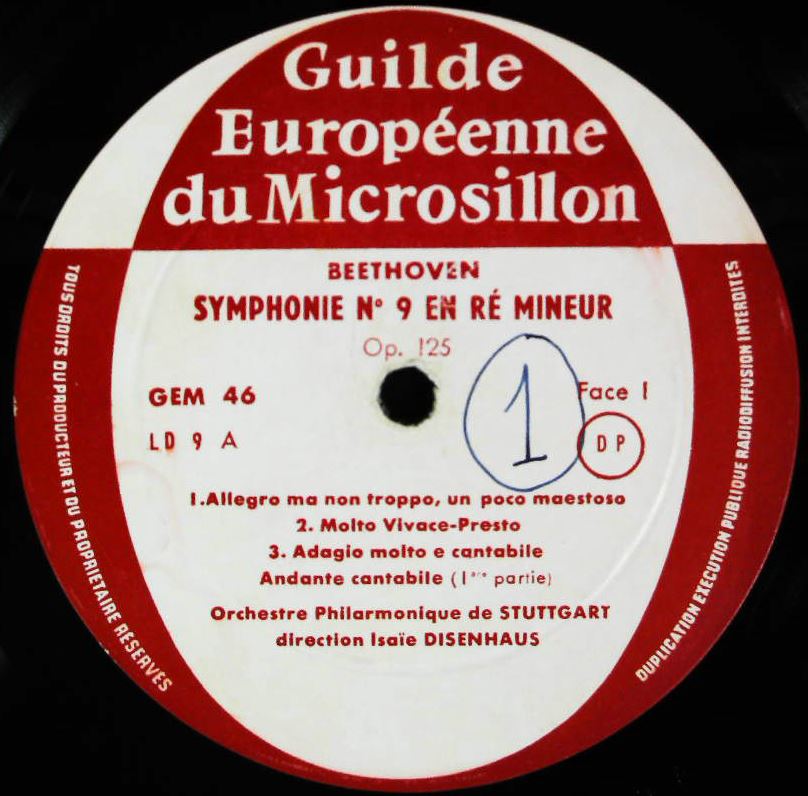 Guilde
Européenne
du Microsillon
BEETHOVEN
SYMPHONIE Nº 9 EN RÉ MINEUR
Op. 125
GEM 46
1
Face I
LD 9 A
DP
1.Allegro ma non troppo, un poco maestoso
2. Molto Vivace-Presto
3. Adagio molto e cantabile
Andante cantabile (1ère partie)
Orchestre Philarmonique de STUTTGART
direction Isaïe DISENHAUS
TOUS DROITS DU PRODUCTEUR ET DU PROPRIETAIRE RESERVÉS
DUPLICATION EXECUTION PUBLIQUE RADIODIFFUSION INTERDITES